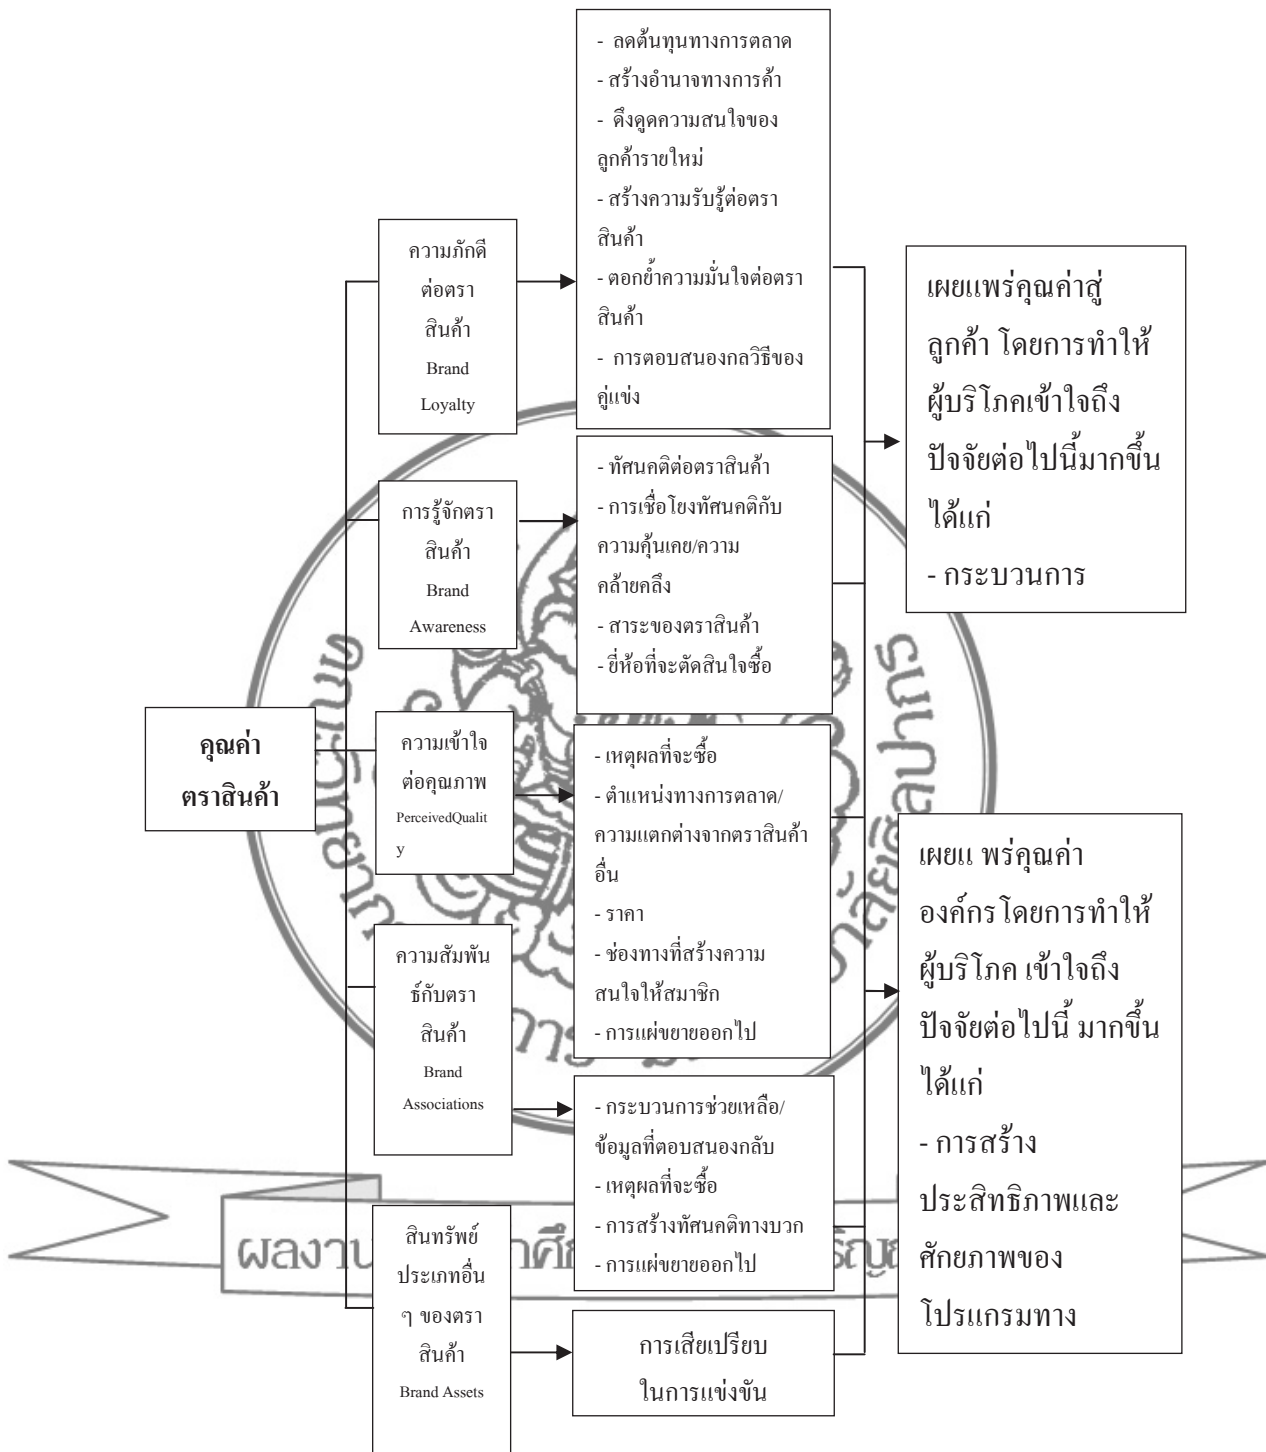 - ลดต้นทุนทางการตลาด
- สร้างอำนาจทางการค้า
- ดึงดูดความสนใจของ
ลูกค้ารายใหม่
- สร้างความรับรู้ต่อตรา
สินค้า
- ตอกย้ำความมั่นใจต่อตรา
สินค้า
- การตอบสนองกลวิธีของ
คู่แข่ง
ความภักดี
ต่อตรา
สินค้า
Brand
Loyalty
เผยแพร่คุณค่าสู่
ลูกค้า โดยการทำให้
ผู้บริโภคเข้าใจถึง
ปัจจัยต่อไปนี้มากขึ้น
ได้แก่
- กระบวนการ
การรู้จักตรา
สินค้า
Brand
Awareness
- ทัศนคติต่อตราสินค้า
- การเชื่อโยงทัศนคติกับ
ความคุ้นเคย/ความ
คล้ายคลึง
- สาระของตราสินค้า
- ยี่ห้อที่จะตัดสินใจซื้อ
คุณค่า
ตราสินค้า
ความเข้าใจ
ต่อคุณภาพ
PerceivedQualit
y
- เหตุผลที่จะซื้อ
- ตำแหน่งทางการตลาด/
ความแตกต่างจากตราสินค้า
อื่น
- ราคา
- ช่องทางที่สร้างความ
สนใจให้สมาชิก
- การแผ่ขยายออกไป
เผยแ พร่คุณค่า
องค์กรโดยการทำให้
ผู้บริโภค เข้าใจถึง
ปัจจัยต่อไปนี้ มากขึ้น
ได้แก่
- การสร้าง
ประสิทธิภาพและ
ศักยภาพของ
โปรแกรมทาง
ความสัมพัน
ธ์กับตรา
สินค้า
Brand
Associations
- กระบวนการช่วยเหลือ/
ข้อมูลที่ตอบสนองกลับ
- เหตุผลที่จะซื้อ
- การสร้างทัศนคติทางบวก
- การแผ่ขยายออกไป
สินทรัพย์
ประเภทอื่น
ๆ ของตรา
สินค้า
Brand Assets
การเสียเปรียบ
ในการแข่งขัน